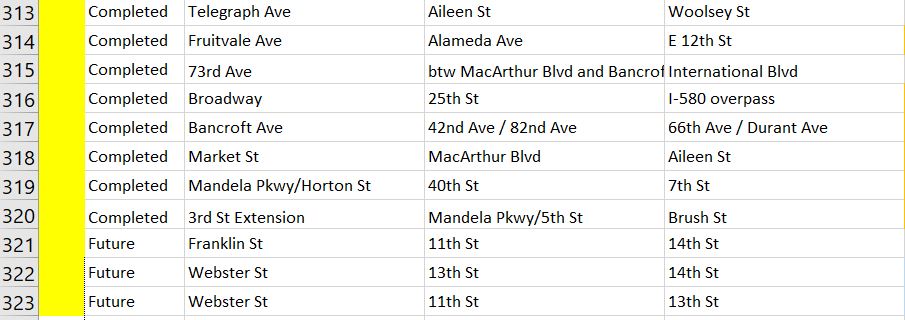 313 Completed Telegraph Ave Aileen St Woolsey St
314 Completed Fruitvale Ave Alameda Ave E 12th St
315 Completed 73rd Ave btw MacArthur Blvd and Bancrof International Blvd
316 Completed Broadway 25th St I-580 overpass
317 Completed Bancroft Ave 42nd Ave / 82nd Ave 66th Ave / Durant Ave
318 Completed Market St MacArthur Blvd Aileen St
319 Completed Mandela Pkwy/Horton St 40th St 7th St
320 Completed 3rd St Extension Mandela Pkwy/5th St Brush St
321 Future Franklin St 11th St 14th St
322 Future Webster St 13th St 14th St
323 Future Webster St 11th St 13th St